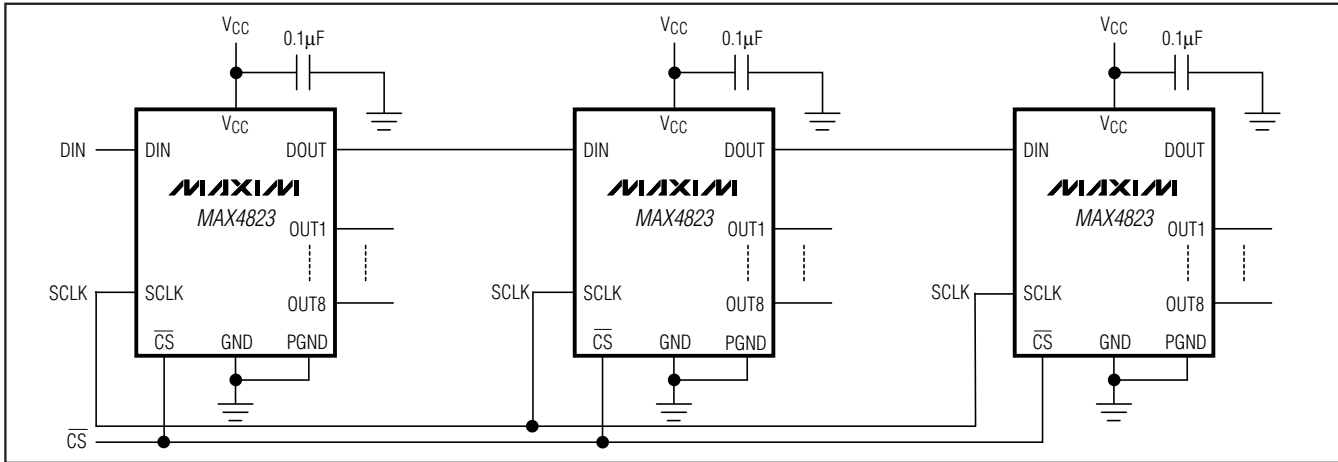 VCC
0.1µF
VCC
DIN
DIN
DOUT
MAXIM
MAX4823
OUT1
SCLK
SCLK
OUT8
CS
GND
PGND
VCC
0.1µF
VCC
DIN
DOUT
MAXIM
MAX4823
OUT1
SCLK
SCLK
OUT8
CS
GND
PGND
VCC
0.1µF
VCC
DIN
DOUT
MAXIM
MAX4823
OUT1
SCLK
SCLK
OUT8
CS
GND
PGND
CS